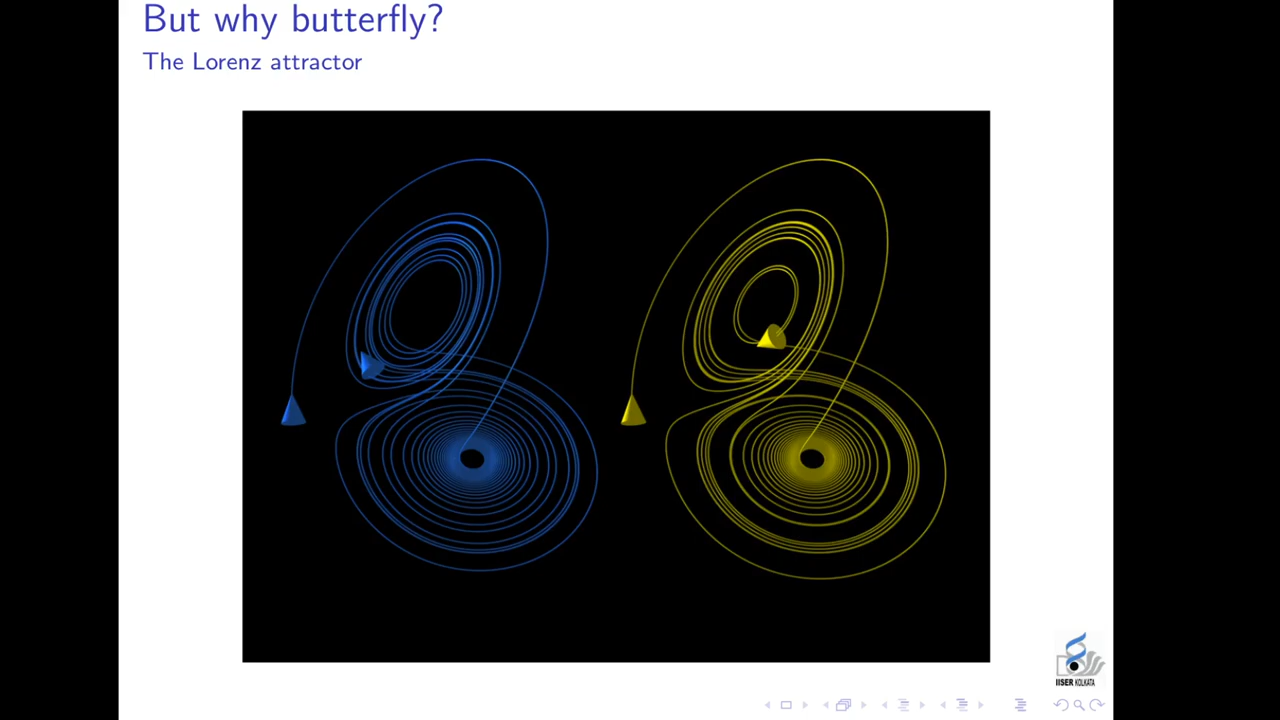 But why butterfly?
The Lorenz attractor
IISER KOLKATA